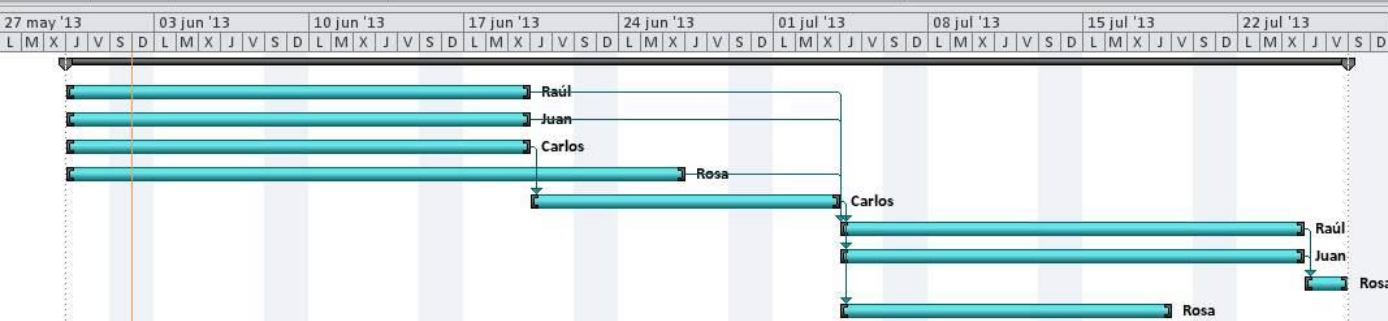 27 may '13 03 jun '13 10 jun '13 17 jun '13 24 jun '13 01 jul '13 08 jul '13 15 jul '13 22 jul '13
L M X J V S D L M X J V S D L M X J V S D L M X J V S D L M X J V S D L M X J V S D L M X J V S D L M X J V S D L M X J V S D
Raúl
Juan
Carlos
Rosa
Carlos
Raúl
Juan
Rosa
Rosa